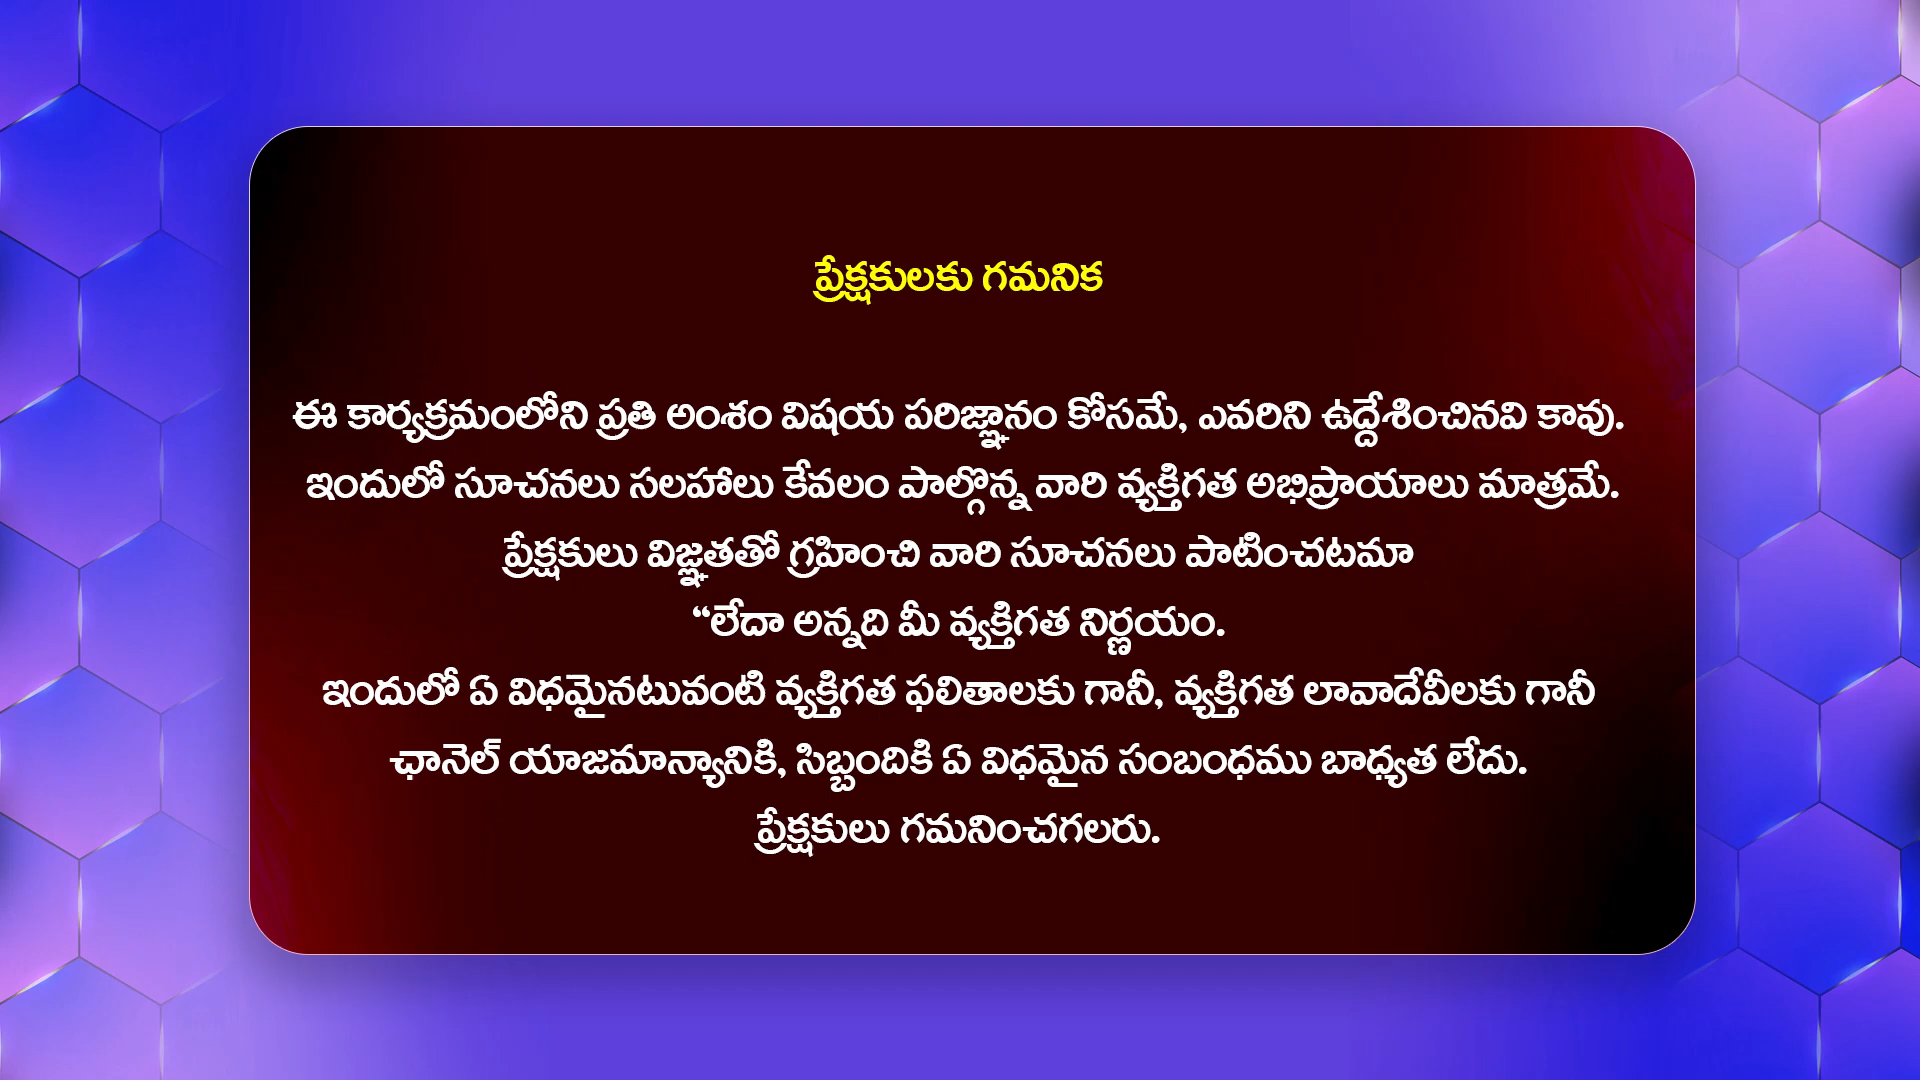 ప్రేక్షకులకు గమనిక
ఈ కార్యక్రమంలోని ప్రతి అంశం విషయ పరిజ్ఞానం కోసమే, ఎవరిని ఉద్దేశించినవి కావు.
ఇందులో సూచనలు సలహాలు కేవలం పాల్గొన్న వారి వ్యక్తిగత అభిప్రాయాలు మాత్రమే.
ప్రేక్షకులు విజ్ఞతతో గ్రహించి వారి సూచనలు పాటించటమా
“లేదా అన్నది మీ వ్యక్తిగత నిర్ణయం.
ఇందులో ఏ విధమైనటువంటి వ్యక్తిగత ఫలితాలకు గానీ, వ్యక్తిగత లావాదేవీలకు గానీ
ఛానెల్ యాజమాన్యానికి, సిబ్బందికి ఏ విధమైన సంబంధము బాధ్యత లేదు.
ప్రేక్షకులు గమనించగలరు.